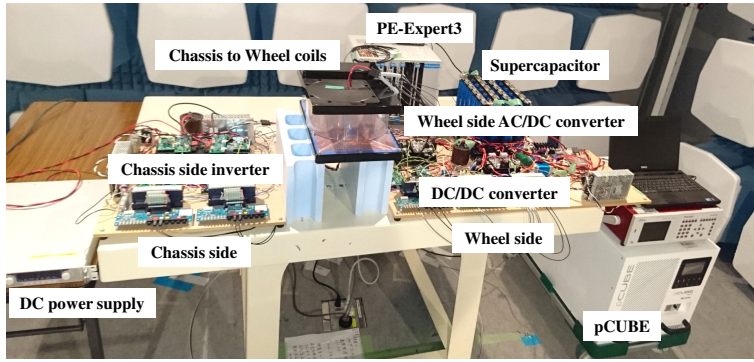 PE-Expert3
Chassis to Wheel coils
Supercapacitor
Wheel side AC/DC converter
Chassis side inverter
DC/DC converter
Chassis side
Wheel side
DC power supply
pCUBE